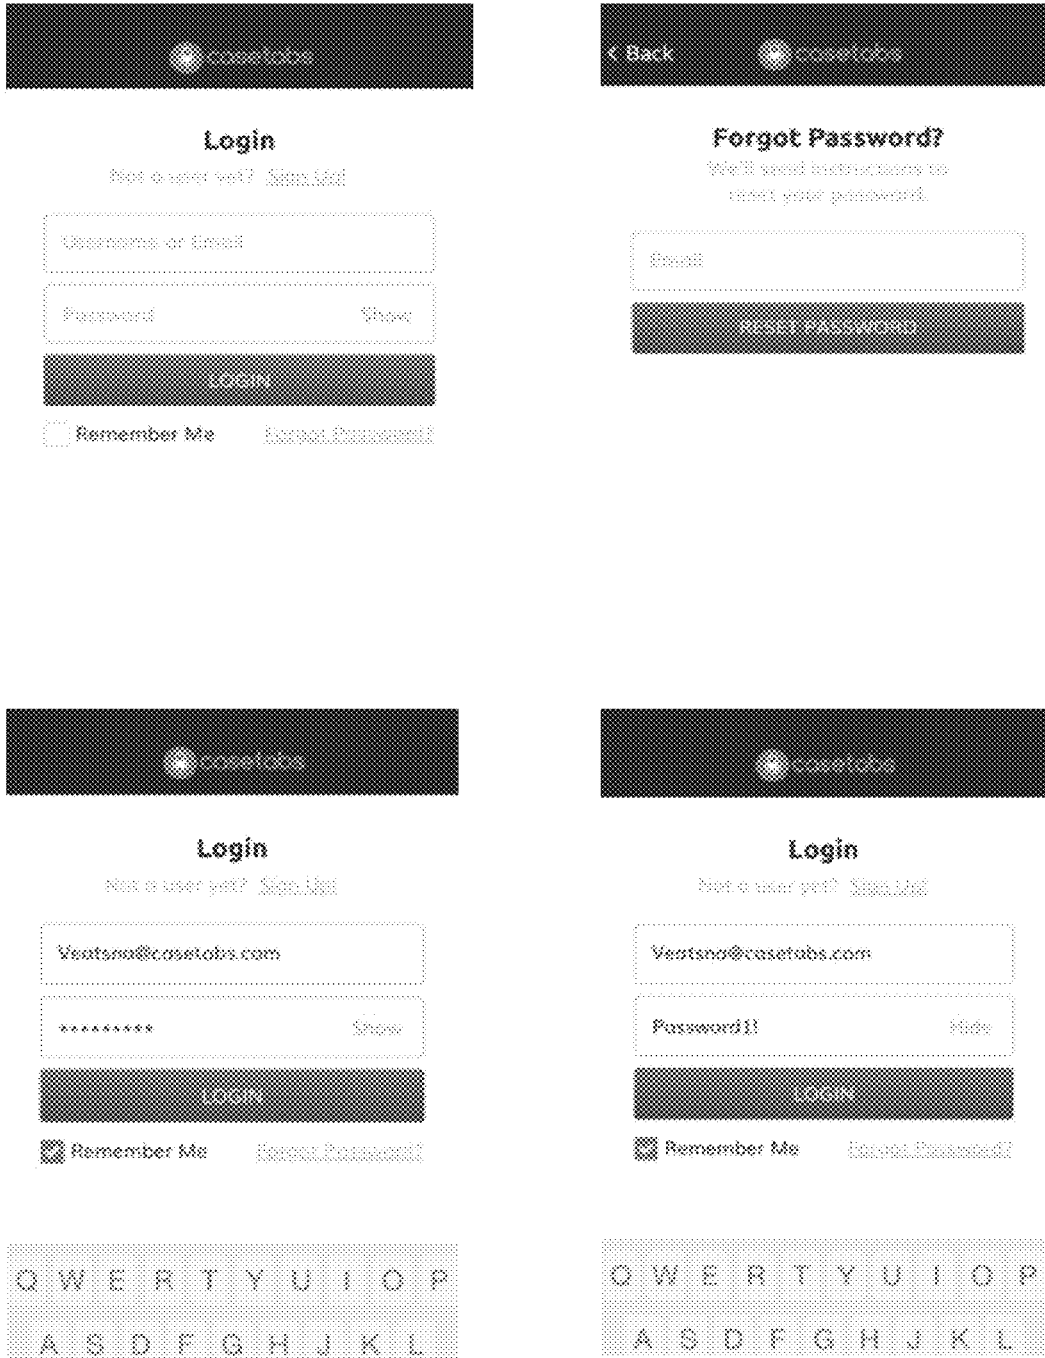 casetabs
Login
Not a user yet? Sign Up!
Username or Email
Password Show
LOGIN
Remember Me Forgot Password?
< Back casetabs
Forgot Password?
We'll send instructions to
reset your password.
Email
RESET PASSWORD
casetabs
Login
Not a user yet? Sign Up!
Veatsna@casetabs.com
********* Show
LOGIN
Remember Me Forgot Password?
Q W E R T Y U I O P
A S D F G H J K L
casetabs
Login
Not a user yet? Sign Up!
Veatsna@casetabs.com
Password1! Hide
LOGIN
Remember Me Forgot Password?
Q W E R T Y U I O P
A S D F G H J K L